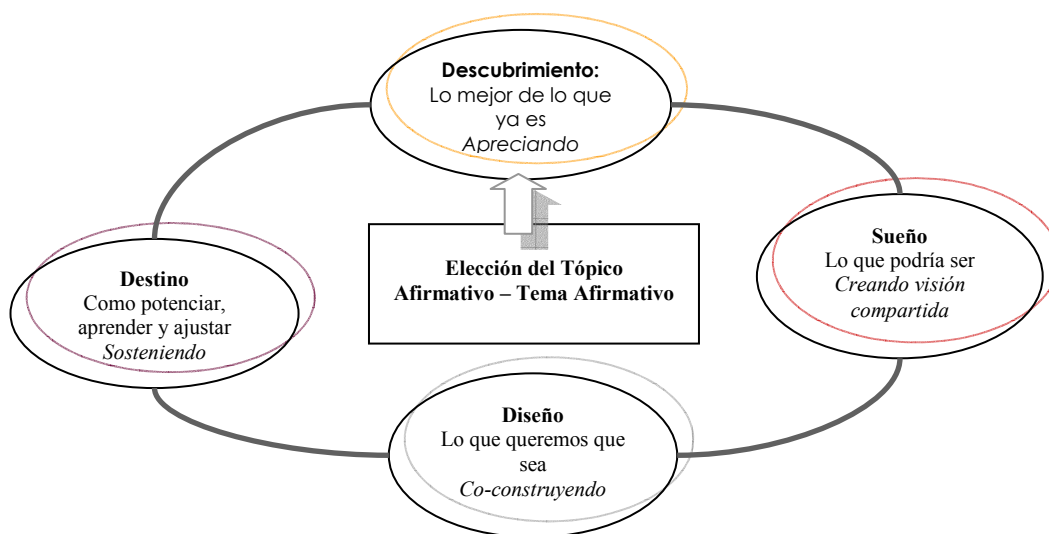 Descubrimiento:
Lo mejor de lo que
ya es
Apreciando
Sueño
Lo que podría ser
Creando visión
compartida
Elección del Tópico
Afirmativo – Tema Afirmativo
Destino
Como potenciar,
aprender y ajustar
Sosteniendo
Diseño
Lo que queremos que
sea
Co-construyendo